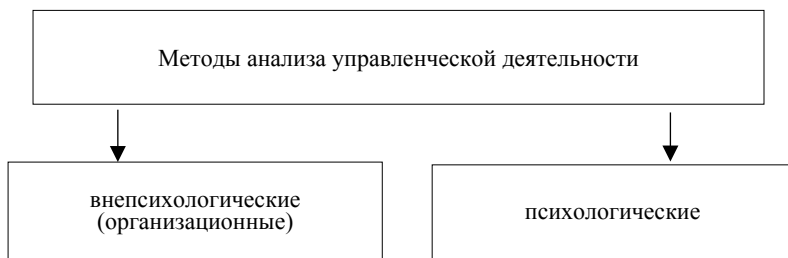 Методы анализа управленческой деятельности
внепсихологические
(организационные)
психологические